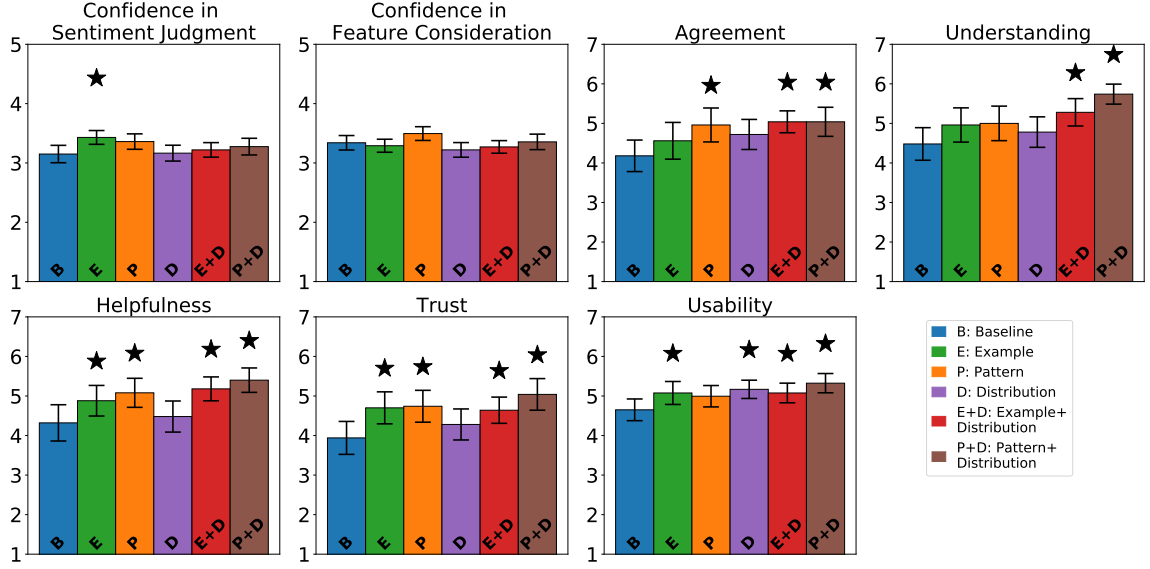 Confidence in
Sentiment Judgment
5
4
3
2
1
B
E
P
D
E+D
P+D
Confidence in
Feature Consideration
5
4
3
2
1
B
E
P
D
E+D
P+D
Agreement
7
6
5
4
3
2
1
B
E
P
D
E+D
P+D
Understanding
7
6
5
4
3
2
1
B
E
P
D
E+D
P+D
Helpfulness
7
6
5
4
3
2
1
B
E
P
D
E+D
P+D
Trust
7
6
5
4
3
2
1
B
E
P
D
E+D
P+D
Usability
7
6
5
4
3
2
1
B
E
P
D
E+D
P+D
B: Baseline
E: Example
P: Pattern
D: Distribution
E+D: Example+
Distribution
P+D: Pattern+
Distribution